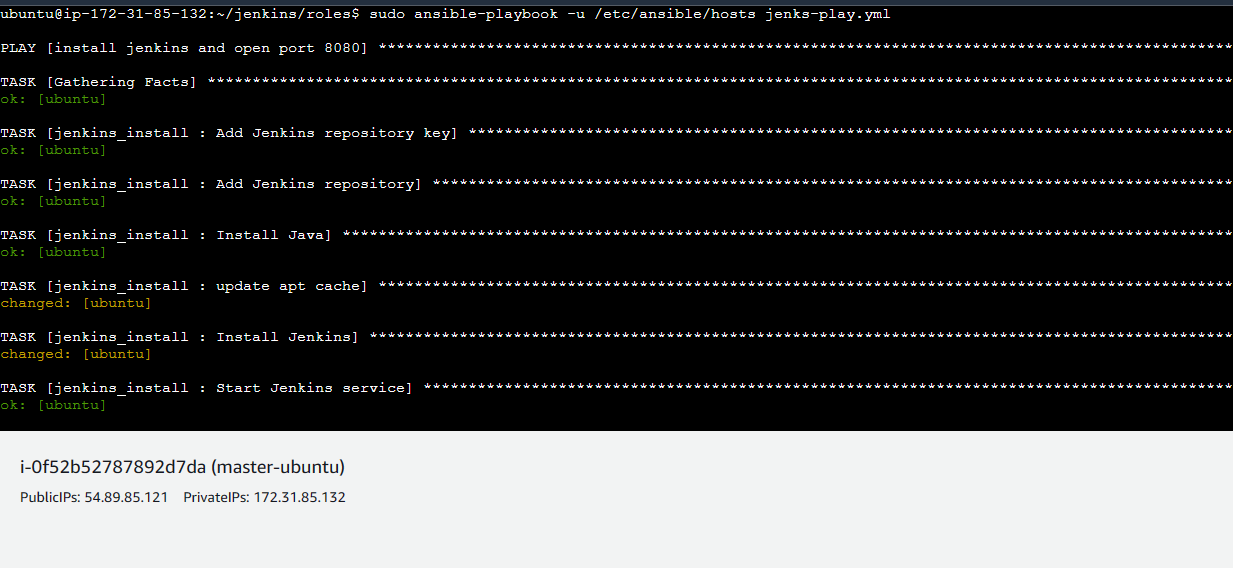 ubuntu@ip-172-31-85-132:~/jenkins/roles$ sudo ansible-playbook -u /etc/ansible/hosts jenks-play.yml
PLAY [install jenkins and open port 8080] ***********************************************************************************************
TASK [Gathering Facts] ******************************************************************************************************************
ok: [ubuntu]
TASK [jenkins_install : Add Jenkins repository key] *************************************************************************************
ok: [ubuntu]
TASK [jenkins_install : Add Jenkins repository] *****************************************************************************************
ok: [ubuntu]
TASK [jenkins_install : Install Java] ***************************************************************************************************
ok: [ubuntu]
TASK [jenkins_install : update apt cache] ***********************************************************************************************
changed: [ubuntu]
TASK [jenkins_install : Install Jenkins] ************************************************************************************************
changed: [ubuntu]
TASK [jenkins_install : Start Jenkins service] ******************************************************************************************
ok: [ubuntu]
i-0f52b52787892d7da (master-ubuntu)
PublicIPs: 54.89.85.121 PrivateIPs: 172.31.85.132